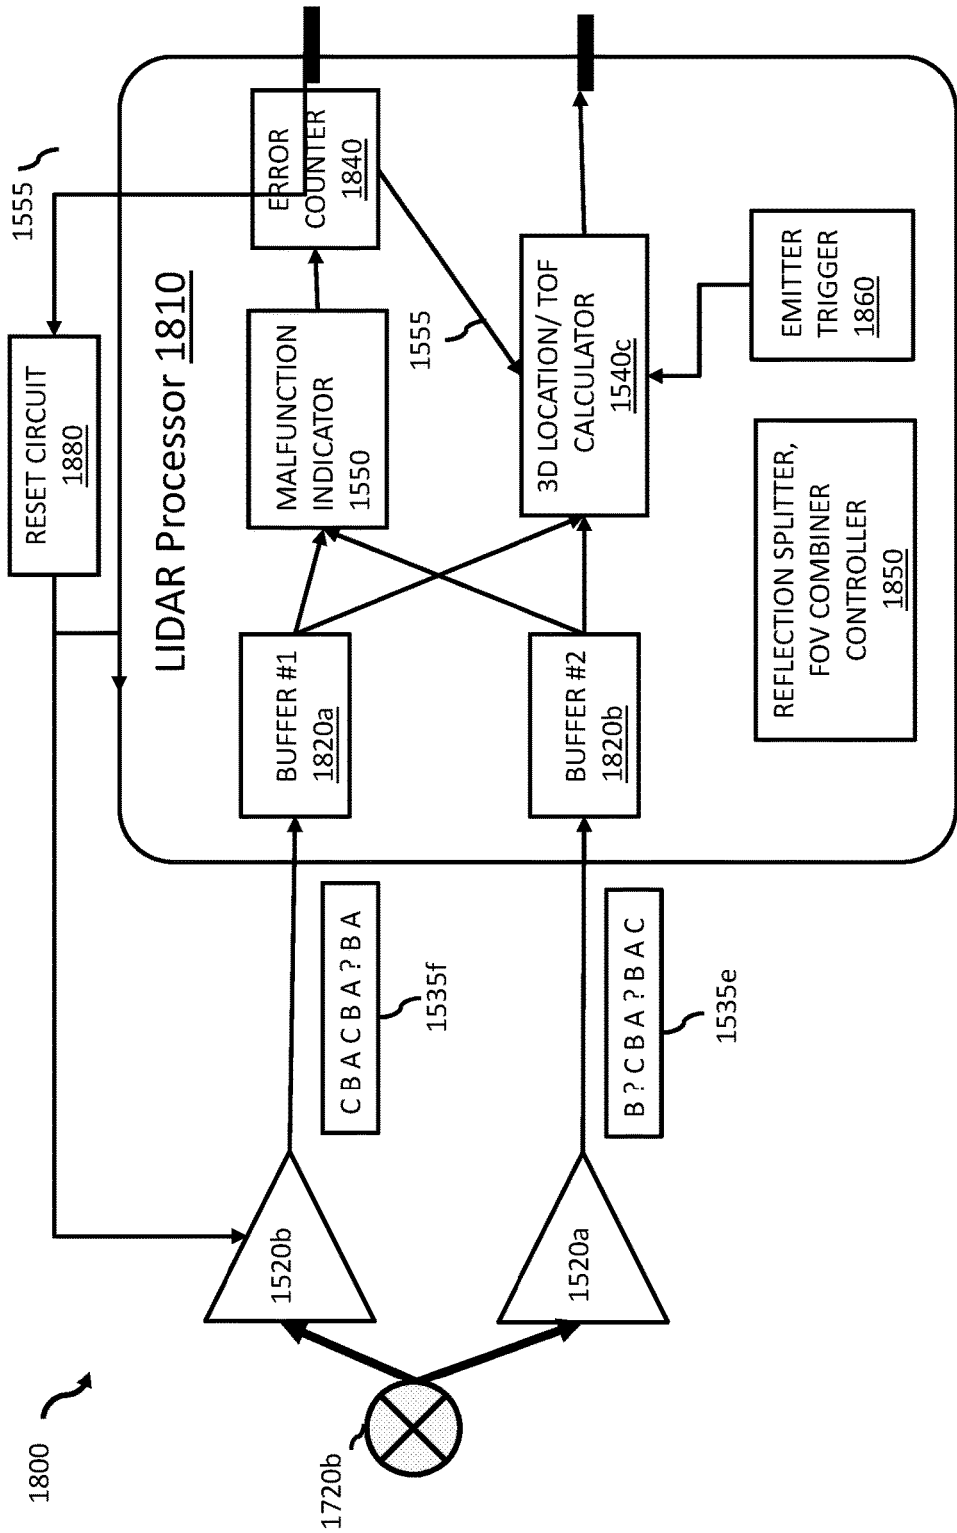 1800
1720b
1520b
1520a
C B A C B A ? B A
1535f
B ? C B A ? B A C
1535e
RESET CIRCUIT
1880
1555
LIDAR Processor 1810
BUFFER #1
1820a
BUFFER #2
1820b
MALFUNCTION
INDICATOR
1550
ERROR
COUNTER
1840
1555
3D LOCATION/ TOF
CALCULATOR
1540c
REFLECTION SPLITTER,
FOV COMBINER
CONTROLLER
1850
EMITTER
TRIGGER
1860